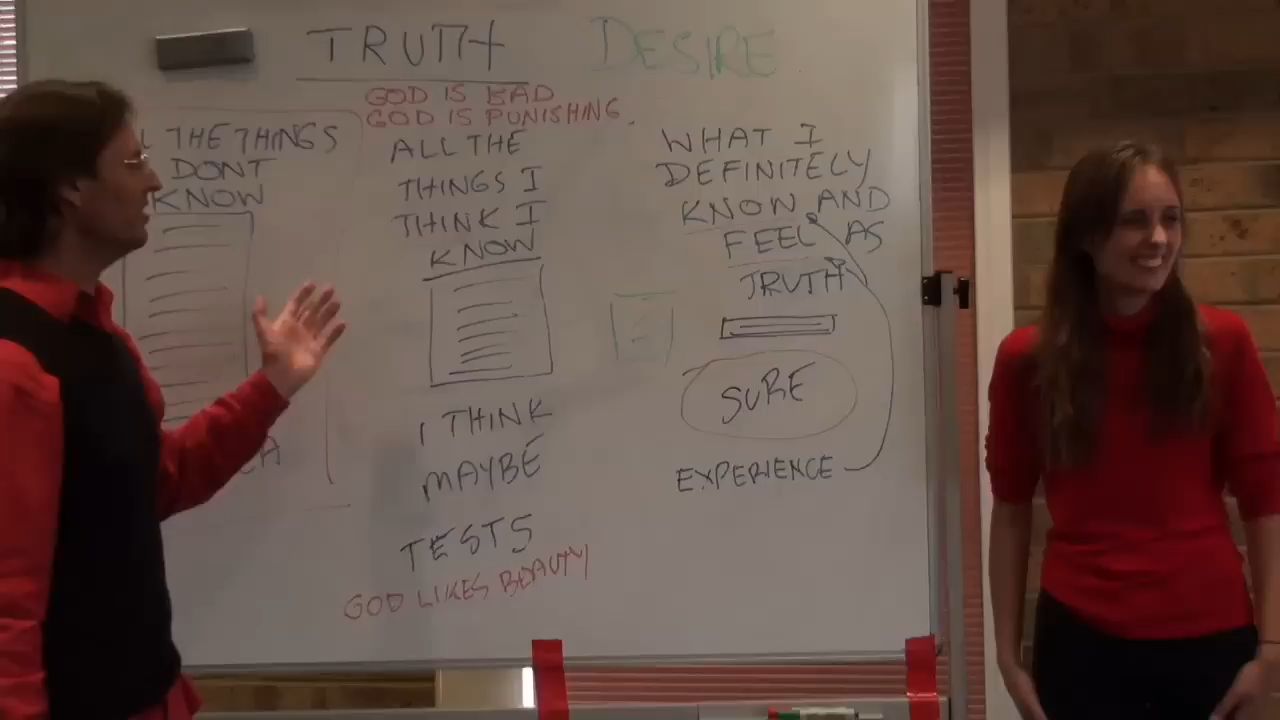 TRUTH
DESIRE
GOD IS BAD
GOD IS PUNISHING.
THE THINGS
DONT
KNOW
ALL THE
THINGS I
THINK I
KNOW
I THINK
MAYBE
TESTS
GOD LIKES BEAUTY
WHAT I
DEFINITELY
KNOW AND
FEEL AS
TRUTH
SURE
EXPERIENCE